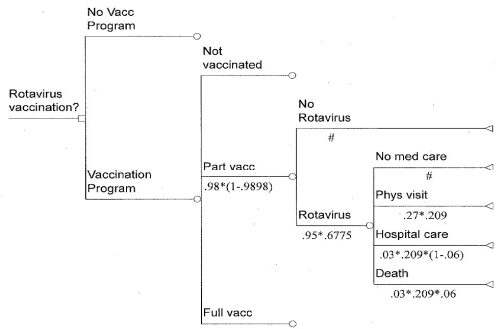 No Vacc
Program
Not
vaccinated
Rotavirus
vaccination?
No
Rotavirus
#
No med care
#
Vaccination
Program
Part vacc
.98*(1-.9898)
Phys visit
.27*.209
Rotavirus
.95*.6775
Hospital care
.03*.209*(1-.06)
Death
.03*.209*.06
Full vacc